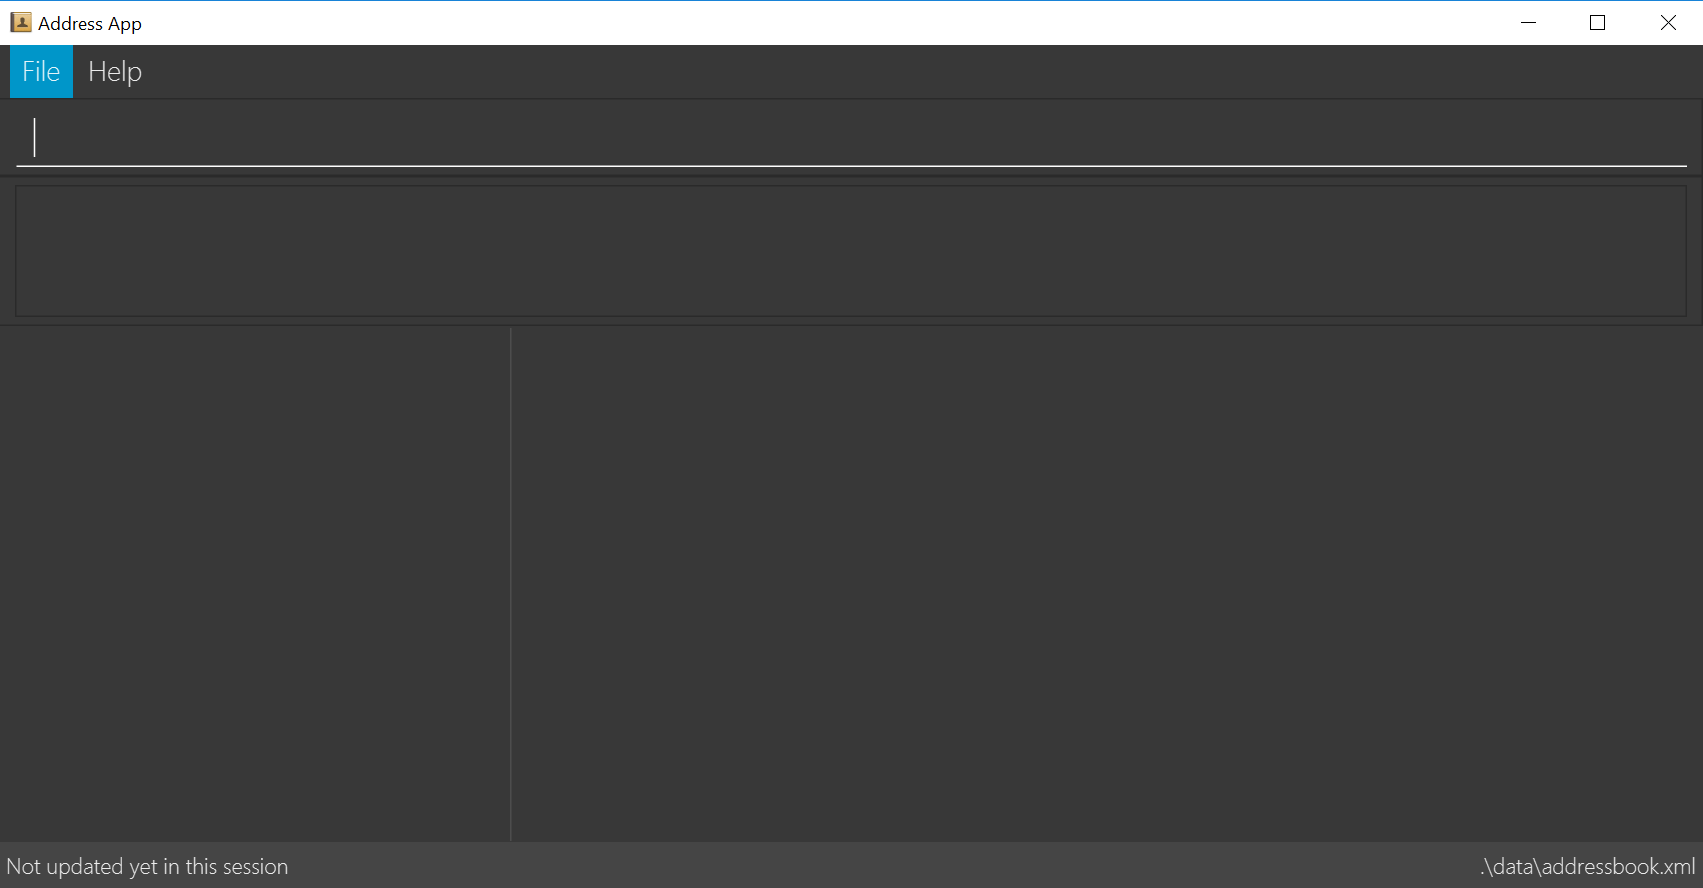 Address App
File Help
Not updated yet in this session
.\data\addressbook.xml